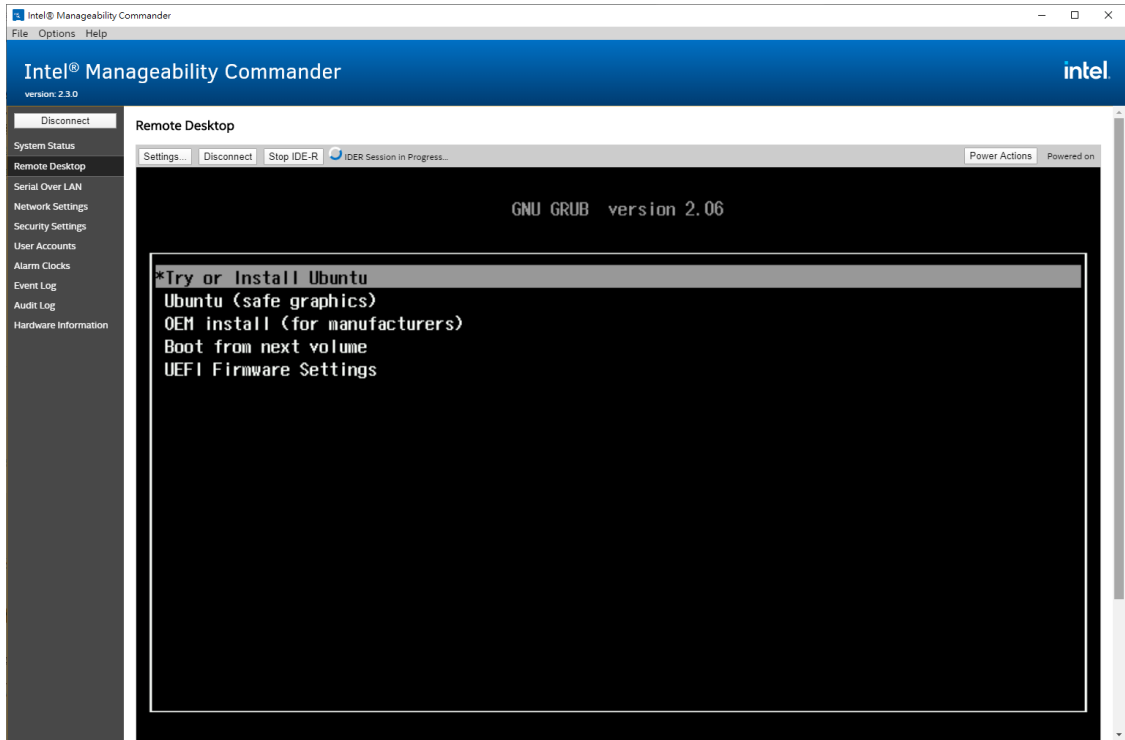 Intel® Manageability Commander
File Options Help
Intel® Manageability Commander
intel.
version: 2.3.0
Disconnect
System Status
Remote Desktop
Serial Over LAN
Network Settings
Security Settings
User Accounts
Alarm Clocks
Event Log
Audit Log
Hardware Information
Remote Desktop
Settings... Disconnect Stop IDE-R IDER Session in Progress... Power Actions Powered on
GNU GRUB version 2.06
*Try or Install Ubuntu
Ubuntu (safe graphics)
OEM install (for manufacturers)
Boot from next volume
UEFI Firmware Settings